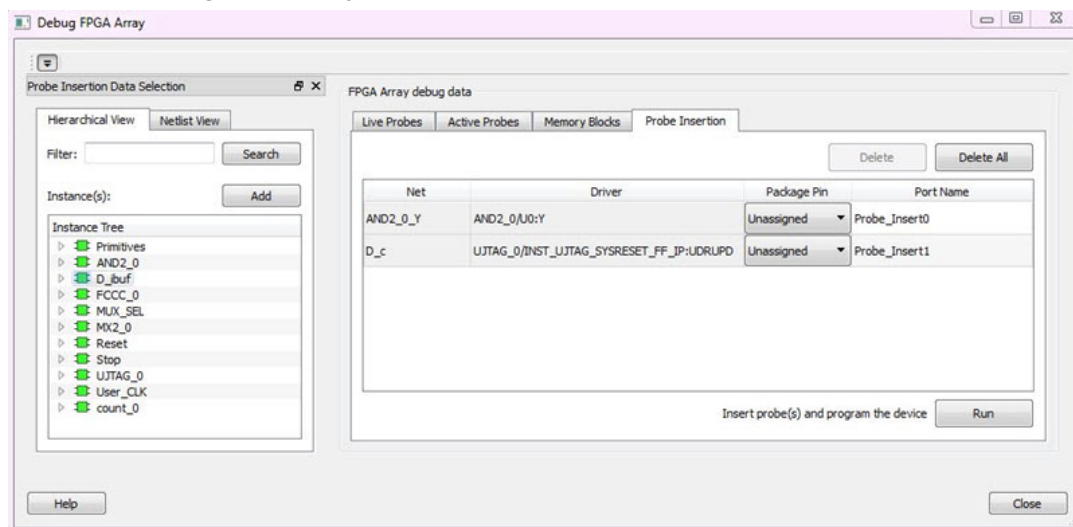 Debug FPGA Array
Probe Insertion Data Selection
Hierarchical View Netlist View
Filter: Search
Instance(s): Add
Instance Tree
Primitives
AND2_0
D_ibuf
FCCC_0
MUX_SEL
MX2_0
Reset
Stop
UJTAG_0
User_CLK
count_0
FPGA Array debug data
Live Probes Active Probes Memory Blocks Probe Insertion
Delete Delete All
Net Driver Package Pin Port Name
AND2_0_Y AND2_0/U0:Y Unassigned Probe_Insert0
D_c UJTAG_0/INST_UJTAG_SYSRESET_FF_IP:UDRUPD Unassigned Probe_Insert1
Insert probe(s) and program the device Run
Help Close